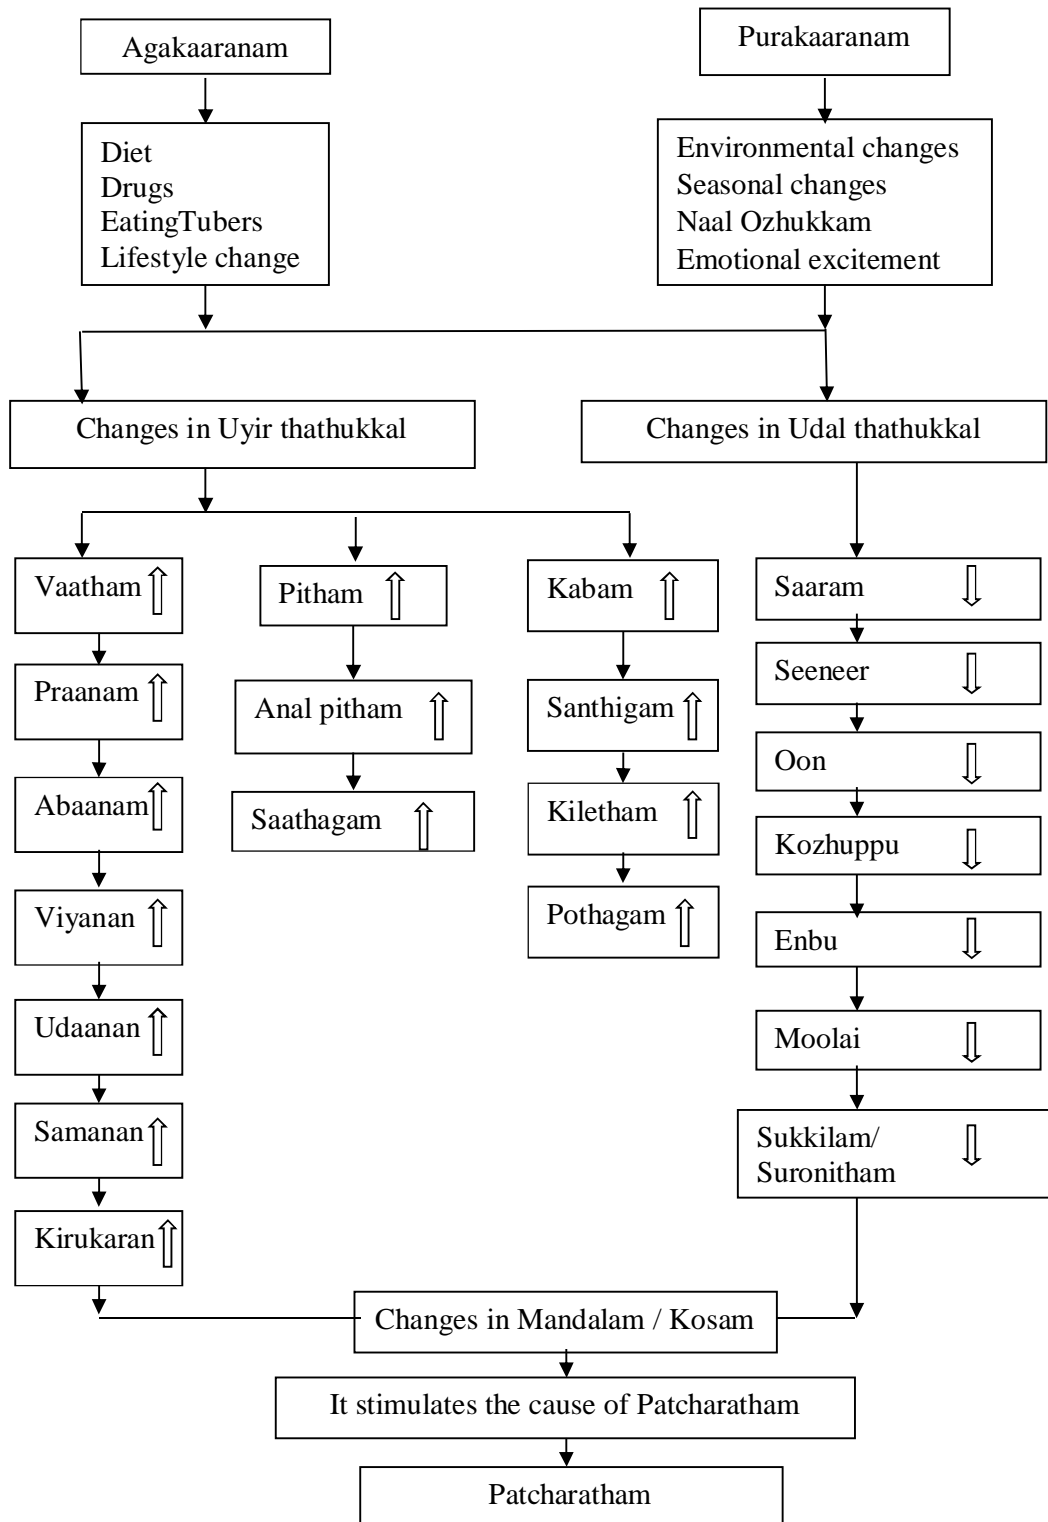 Agakaaranam
Purakaaranam
Diet
Drugs
EatingTubers
Lifestyle change
Environmental changes
Seasonal changes
Naal Ozhukkam
Emotional excitement
Changes in Uyir thathukkal
Changes in Udal thathukkal
Vaatham
Praanam
Abaanam
Viyanan
Udaanan
Samanan
Kirukaran
Pitham
Anal pitham
Saathagam
Kabam
Santhigam
Kiletham
Pothagam
Saaram
Seeneer
Oon
Kozhuppu
Enbu
Moolai
Sukkilam/
Suronitham
Changes in Mandalam / Kosam
It stimulates the cause of Patcharatham
Patcharatham